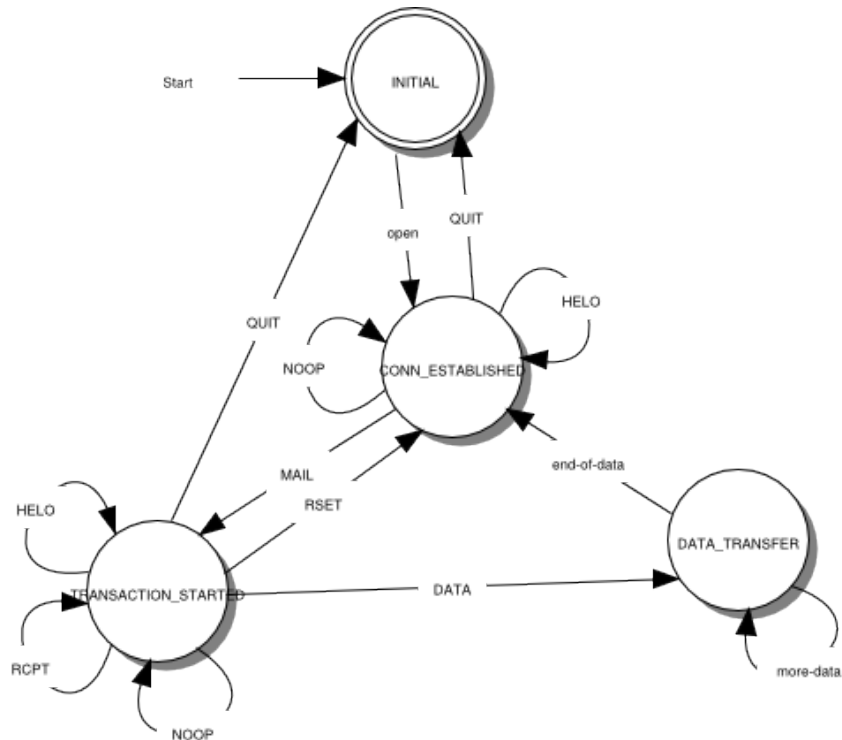 Start
INITIAL
open
QUIT
HELO
QUIT
NOOP
CONN_ESTABLISHED
MAIL
RSET
end-of-data
HELO
DATA_TRANSFER
TRANSACTION_STARTED
DATA
RCPT
more-data
NOOP